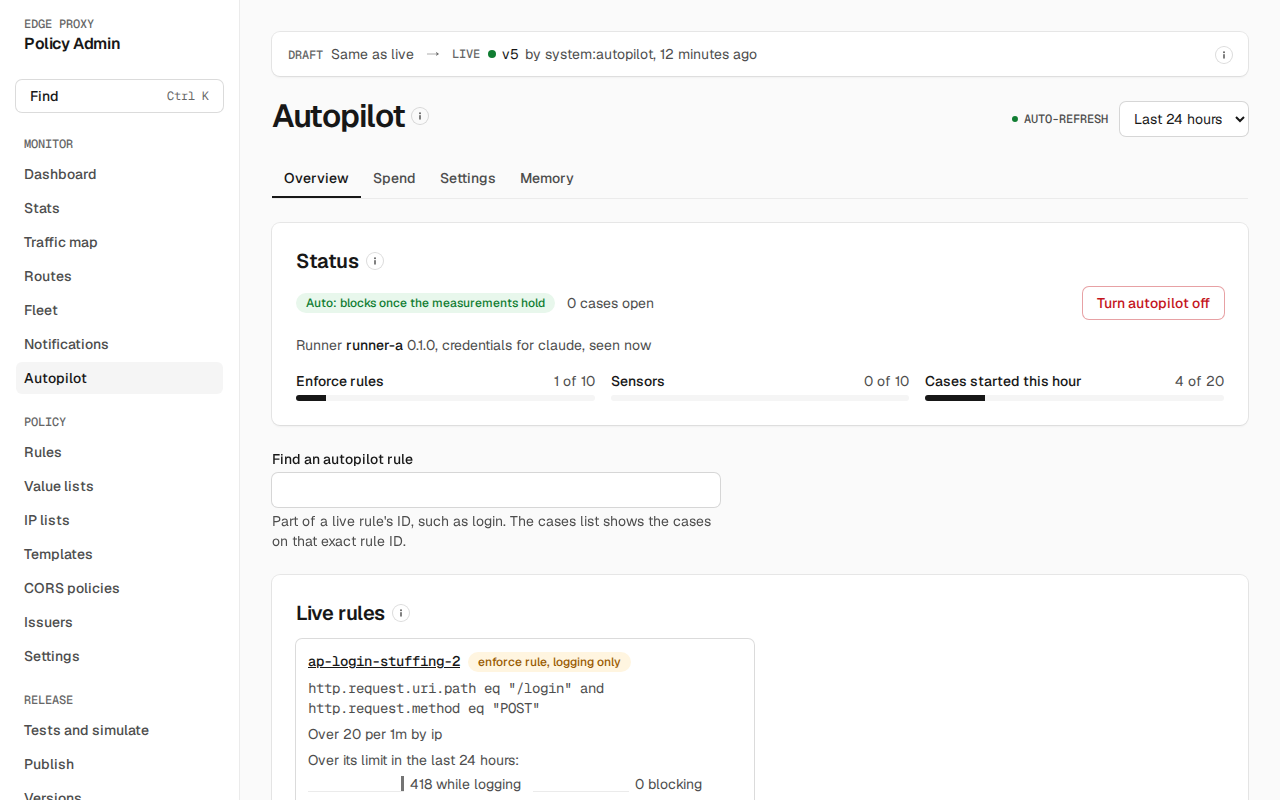 EDGE PROXY
Policy Admin
Find Ctrl K
MONITOR
Dashboard
Stats
Traffic map
Routes
Fleet
Notifications
Autopilot
POLICY
Rules
Value lists
IP lists
Templates
CORS policies
Issuers
Settings
RELEASE
Tests and simulate
Publish
Versions
DRAFT Same as live → LIVE v5 by system:autopilot, 12 minutes ago
Autopilot
AUTO-REFRESH Last 24 hours
Overview Spend Settings Memory
Status
Auto: blocks once the measurements hold 0 cases open Turn autopilot off
Runner runner-a 0.1.0, credentials for claude, seen now
Enforce rules 1 of 10 Sensors 0 of 10 Cases started this hour 4 of 20
Find an autopilot rule
Part of a live rule's ID, such as login. The cases list shows the cases
on that exact rule ID.
Live rules
ap-login-stuffing-2 enforce rule, logging only
http.request.uri.path eq "/login" and
http.request.method eq "POST"
Over 20 per 1m by ip
Over its limit in the last 24 hours:
418 while logging 0 blocking